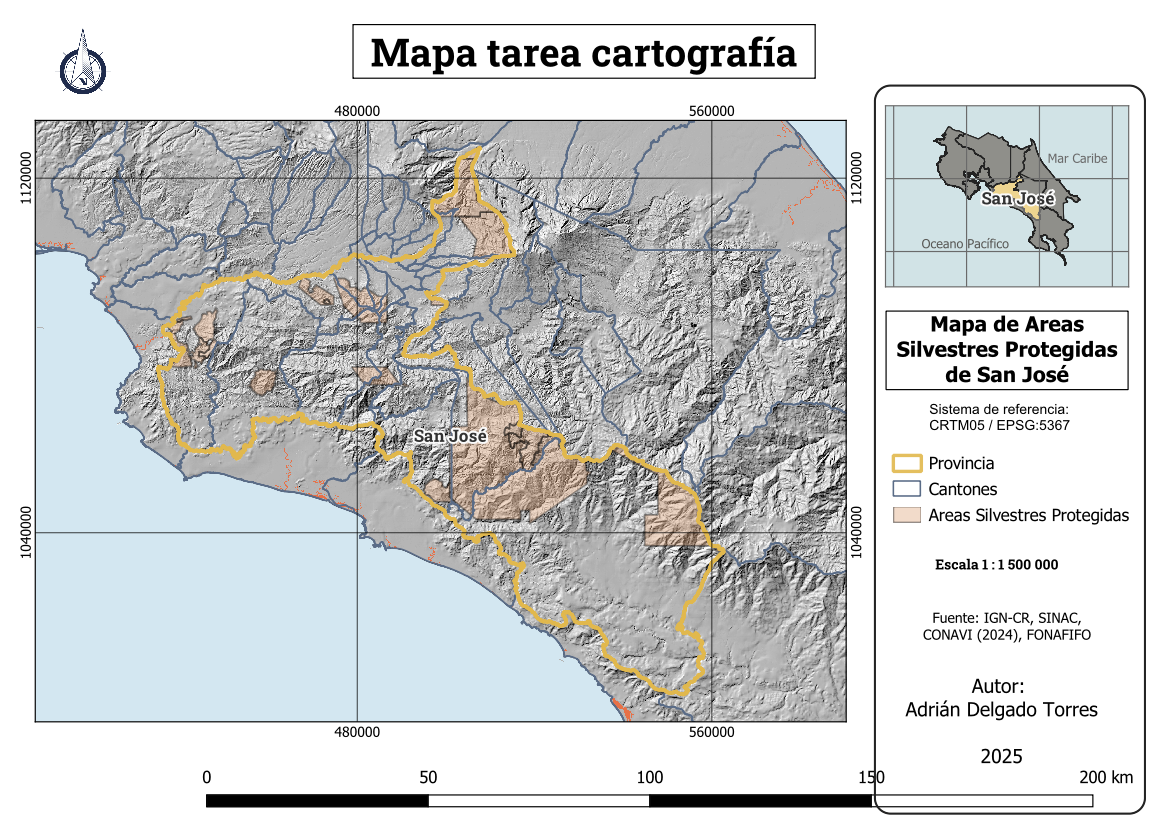 Mapa tarea cartografía
480000
560000
1120000
1120000
Mar Caribe
San José
Oceano Pacífico
Mapa de Areas
Silvestres Protegidas
de San José
Sistema de referencia:
CRTM05 / EPSG:5367
San José
Provincia
Cantones
Areas Silvestres Protegidas
1040000
1040000
Escala 1 : 1 500 000
Fuente: IGN-CR, SINAC,
CONAVI (2024), FONAFIFO
Autor:
Adrián Delgado Torres
480000
560000
2025
0
50
100
150
200 km